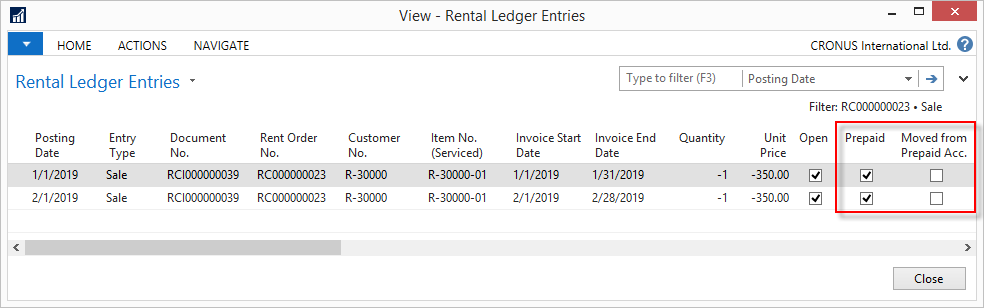 View - Rental Ledger Entries
HOME ACTIONS NAVIGATE CRONUS International Ltd. ?
Rental Ledger Entries Type to filter (F3) Posting Date
Filter: RC000000023 • Sale
Posting Entry Document Rent Order Customer Item No. Invoice Start Invoice End Quantity Unit Open Prepaid Moved from
Date Type No. No. No. (Serviced) Date Date Price Prepaid Acc.
1/1/2019 Sale RCI000000039 RC000000023 R-30000 R-30000-01 1/1/2019 1/31/2019 -1 -350.00
2/1/2019 Sale RCI000000039 RC000000023 R-30000 R-30000-01 2/1/2019 2/28/2019 -1 -350.00
Close